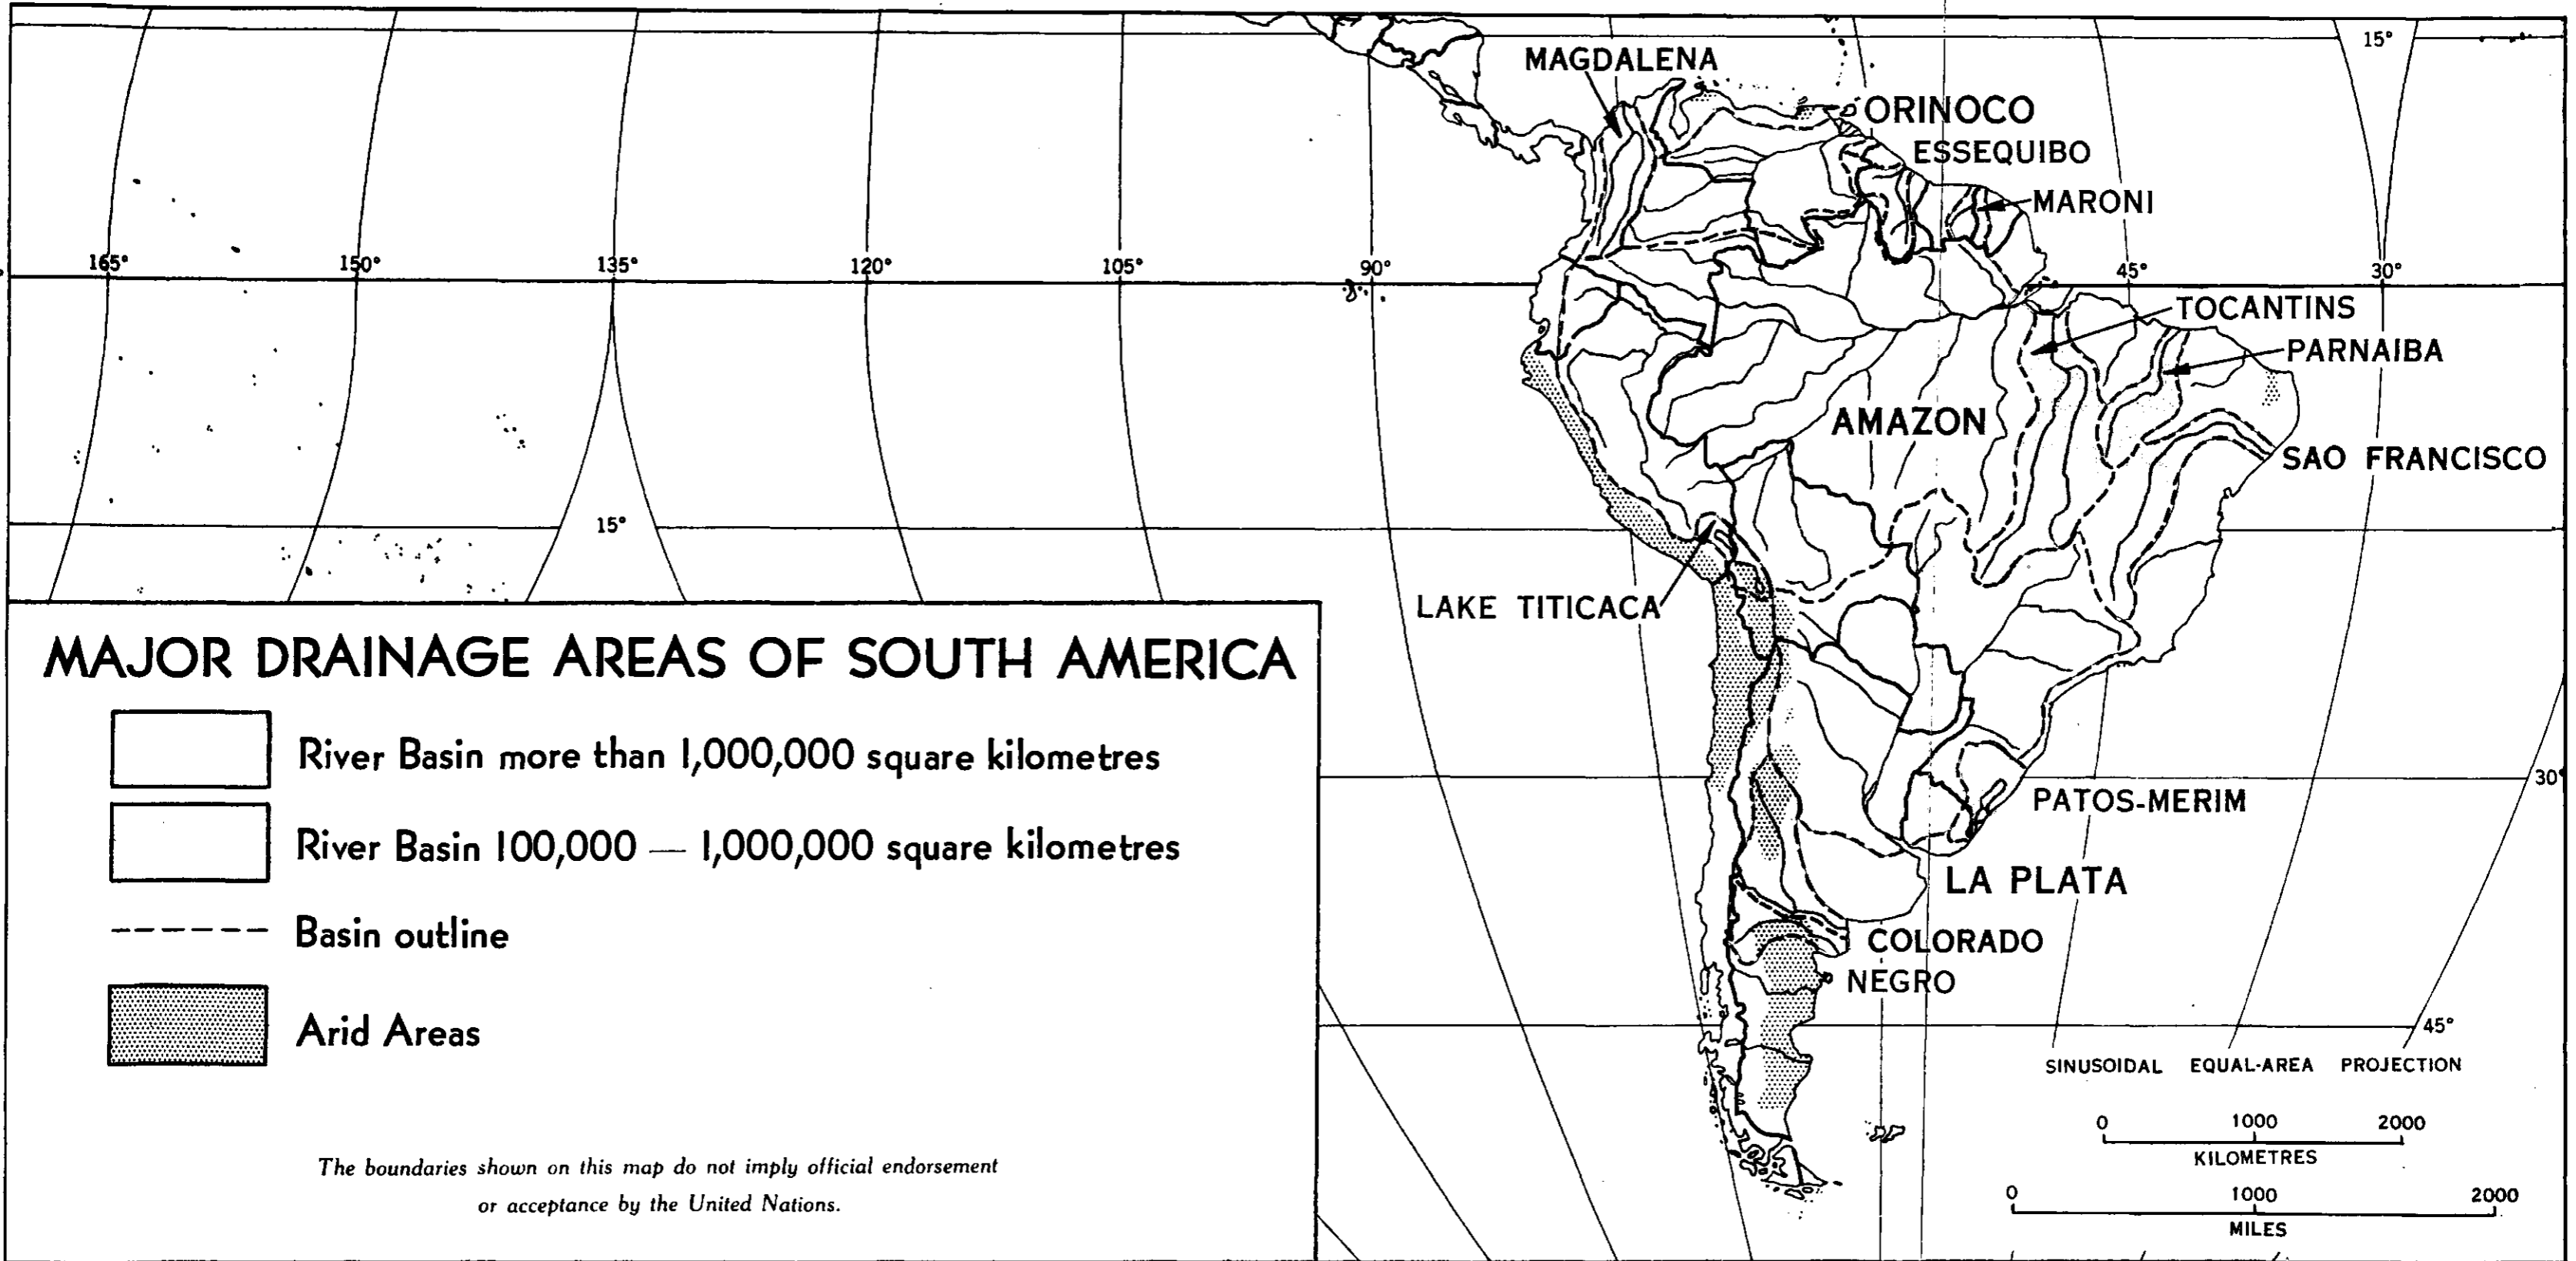 15°
MAGDALENA
ORINOCO
ESSEQUIBO
MARONI
165°
150°
135°
120°
105°
90°
45°
30°
TOCANTINS
PARNAIBA
AMAZON
SAO FRANCISCO
15°
LAKE TITICACA
MAJOR DRAINAGE AREAS OF SOUTH AMERICA
River Basin more than 1,000,000 square kilometres
River Basin 100,000 — 1,000,000 square kilometres
Basin outline
Arid Areas
The boundaries shown on this map do not imply official endorsement
or acceptance by the United Nations.
30°
PATOS-MERIM
LA PLATA
COLORADO
NEGRO
45°
SINUSOIDAL EQUAL-AREA PROJECTION
0 1000 2000
KILOMETRES
0 1000 2000
MILES